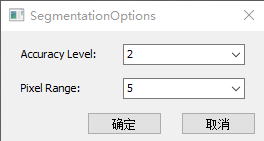 SegmentationOptions
Accuracy Level: 2
Pixel Range: 5
确定 取消